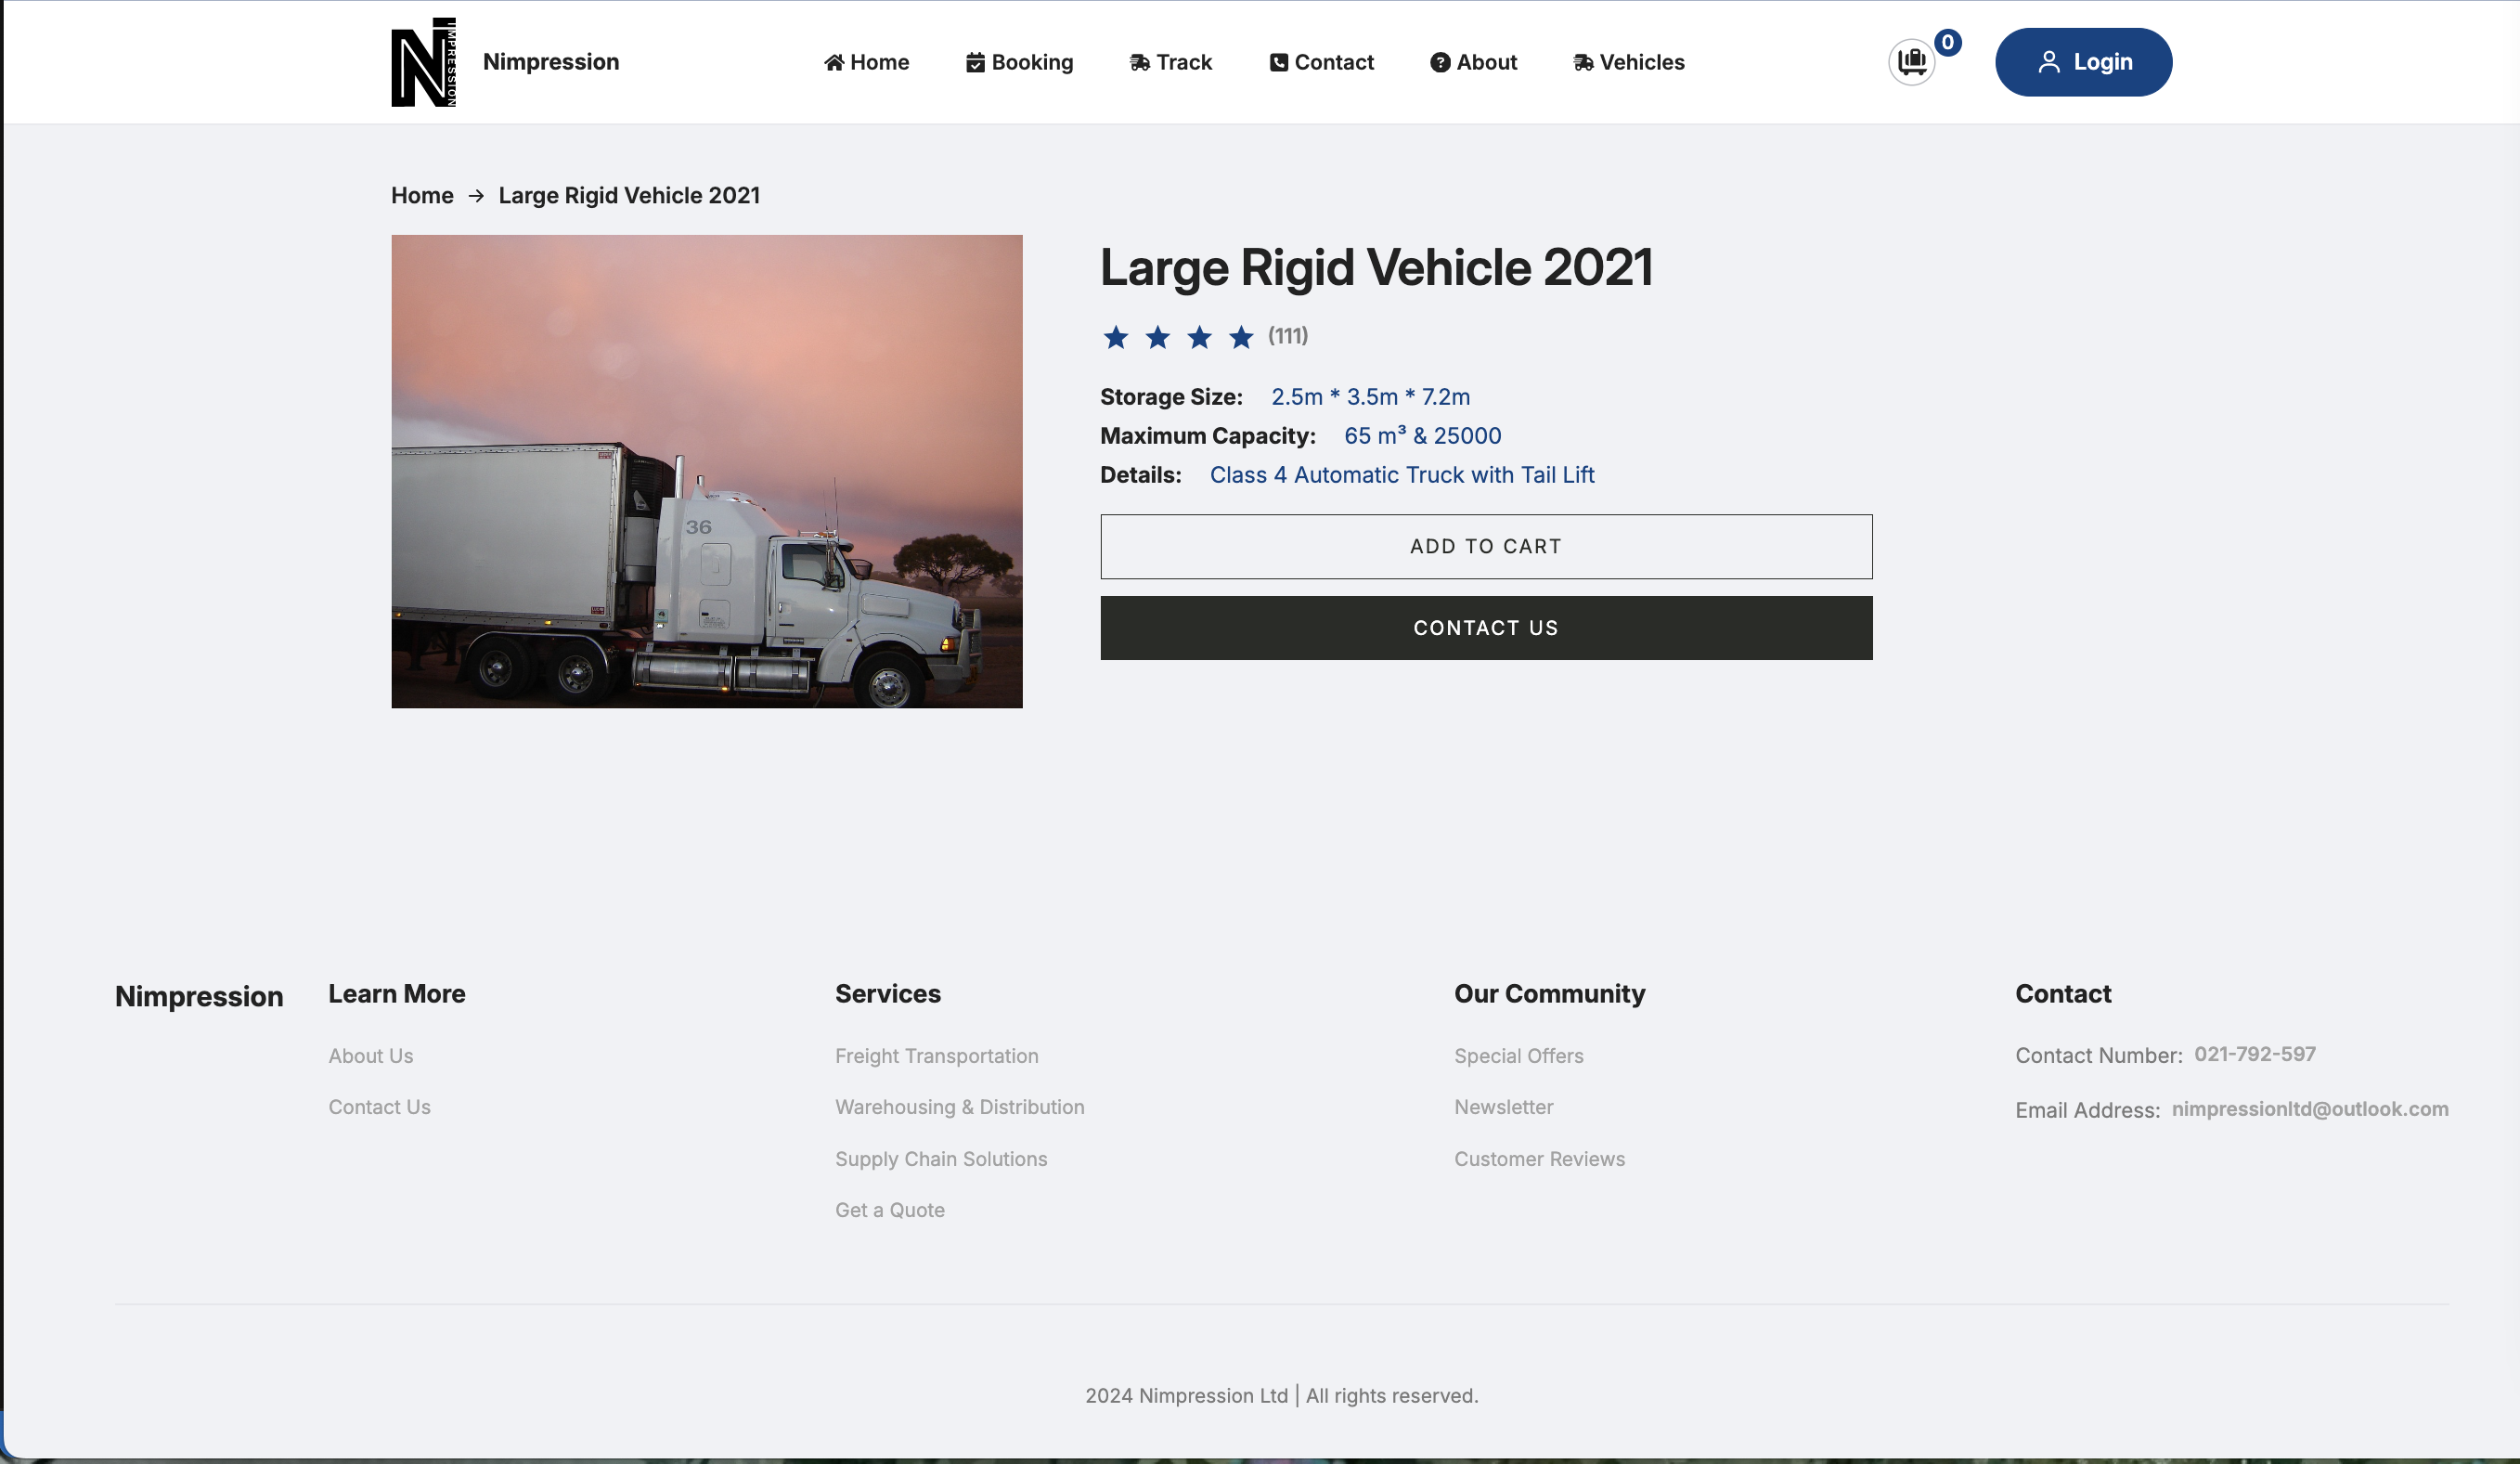 NIMPRESSION
Nimpression
Home
Booking
Track
Contact
About
Vehicles
0
Login
Home → Large Rigid Vehicle 2021
36
Large Rigid Vehicle 2021
(111)
Storage Size: 2.5m * 3.5m * 7.2m
Maximum Capacity: 65 m³ & 25000
Details: Class 4 Automatic Truck with Tail Lift
ADD TO CART
CONTACT US
Nimpression
Learn More
About Us
Contact Us
Services
Freight Transportation
Warehousing & Distribution
Supply Chain Solutions
Get a Quote
Our Community
Special Offers
Newsletter
Customer Reviews
Contact
Contact Number: 021-792-597
Email Address: nimpressionltd@outlook.com
2024 Nimpression Ltd | All rights reserved.